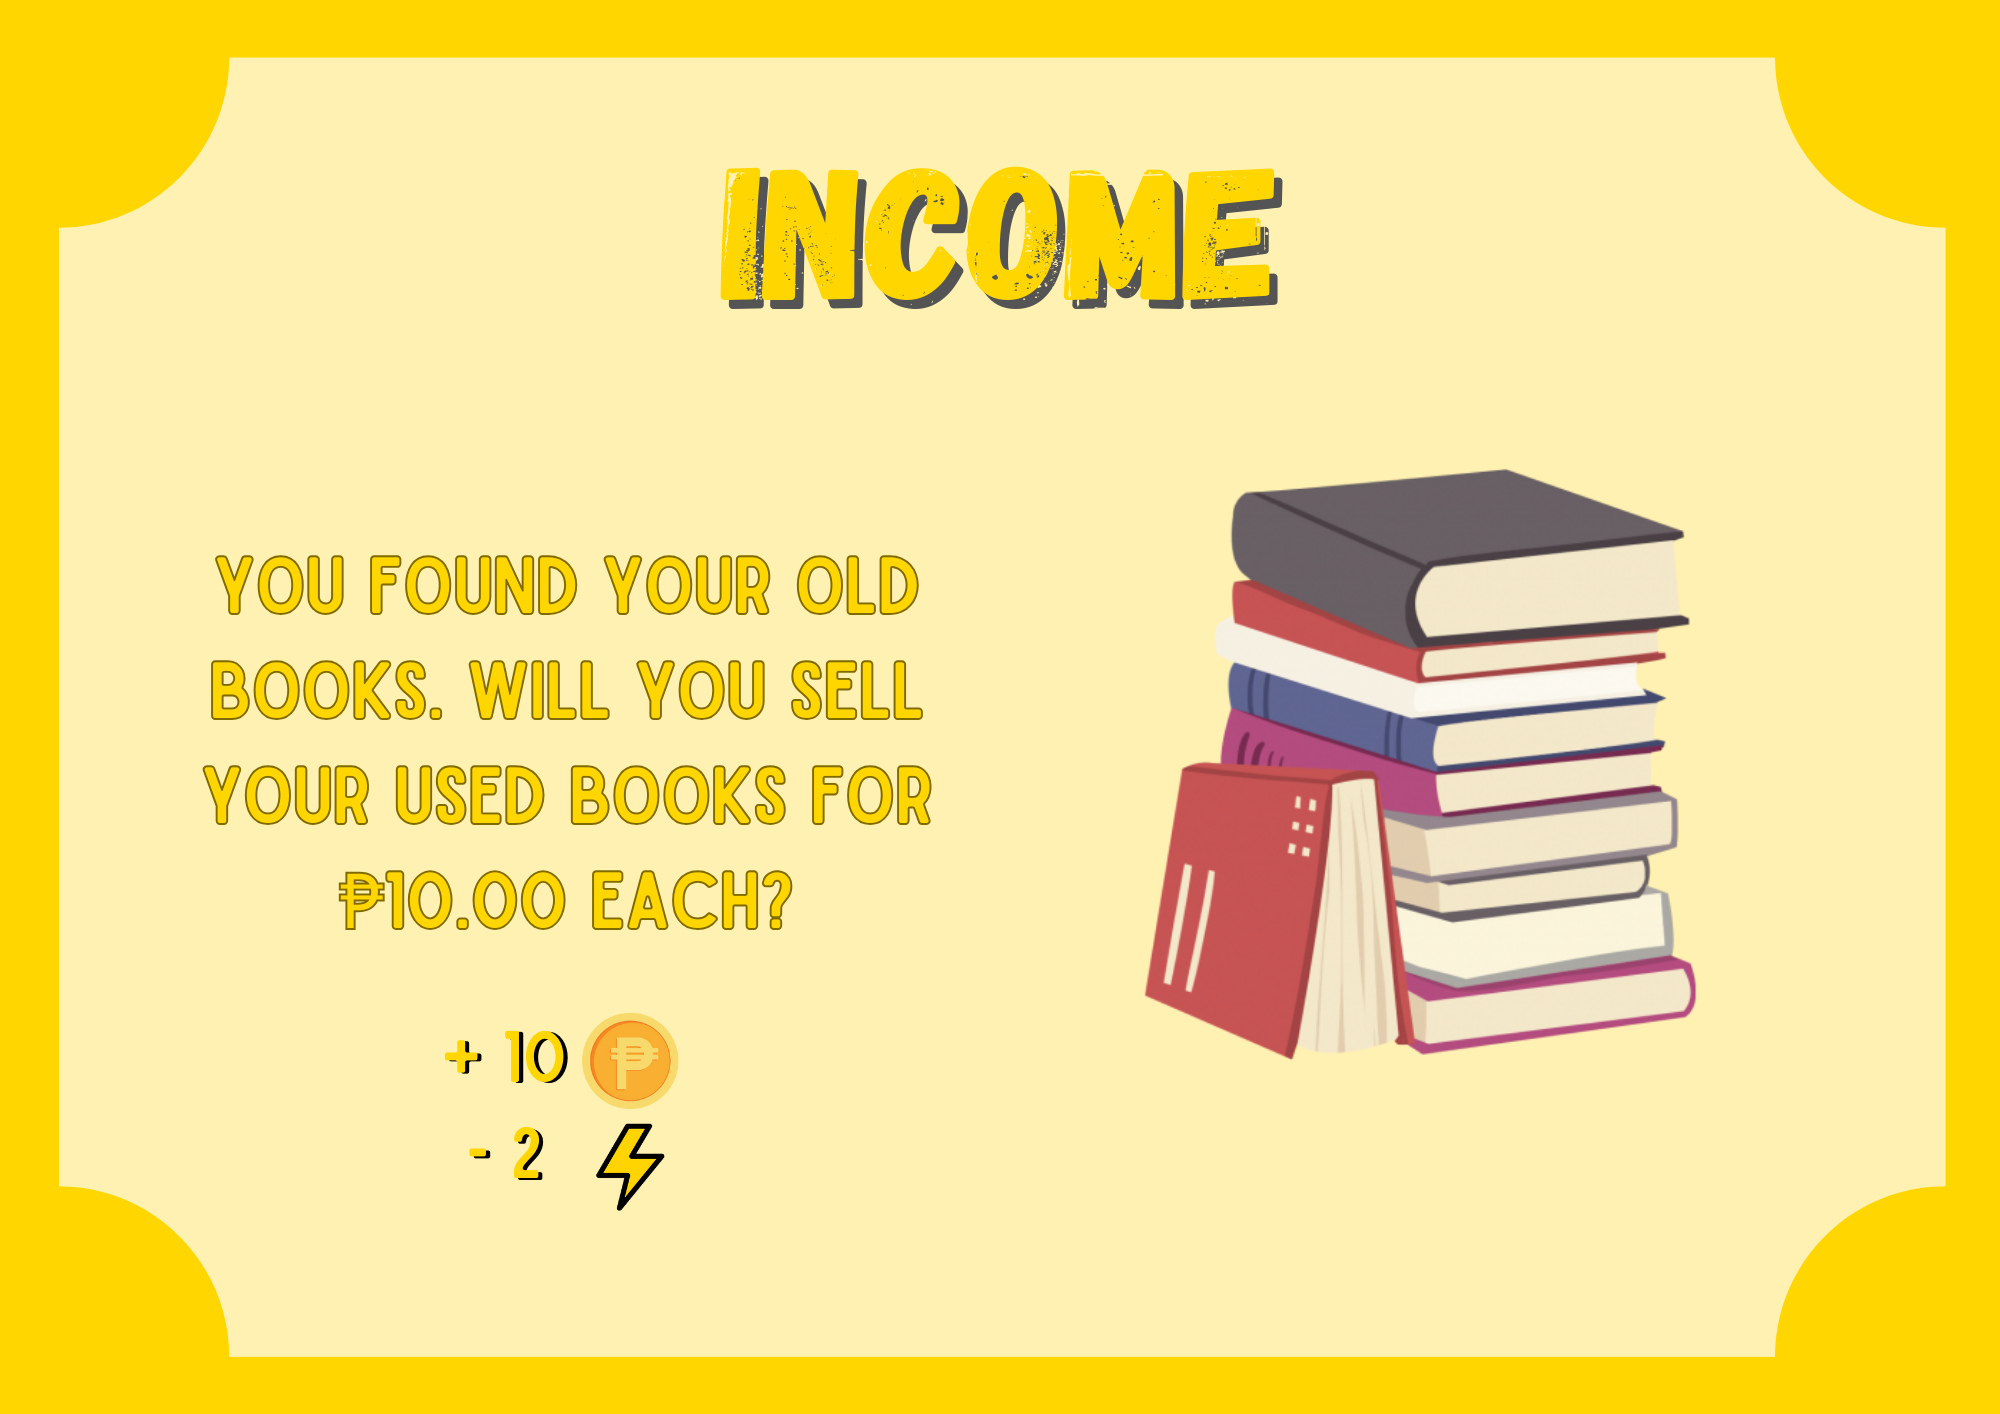 INCOME
YOU FOUND YOUR OLD
BOOKS. WILL YOU SELL
YOUR USED BOOKS FOR
₱10.00 EACH?
+ 10 ₱
- 2